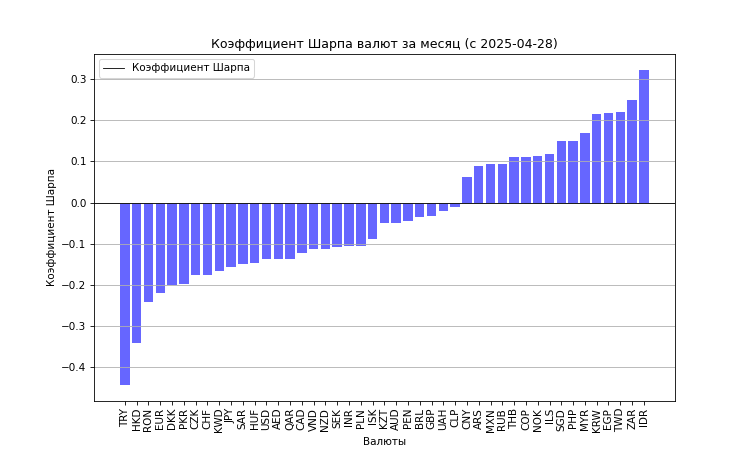 Коэффициент Шарпа валют за месяц (с 2025-04-28)
Коэффициент Шарпа
0.3
0.2
0.1
0.0
−0.1
−0.2
−0.3
−0.4
Коэффициент Шарпа
TRY HKD RON EUR DKK PKR CZK CHF KWD JPY SAR HUF USD AED QAR CAD VND NZD SEK INR PLN ISK KZT AUD PEN BRL GBP UAH CLP CNY ARS MXN RUB THB COP NOK ILS SGD PHP MYR KRW EGP TWD ZAR IDR
Валюты